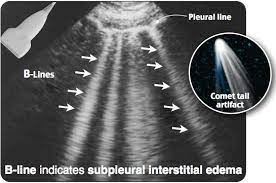 Pleural line
B-Lines
Comet tail
artifact
B-line indicates subpleural interstitial edema